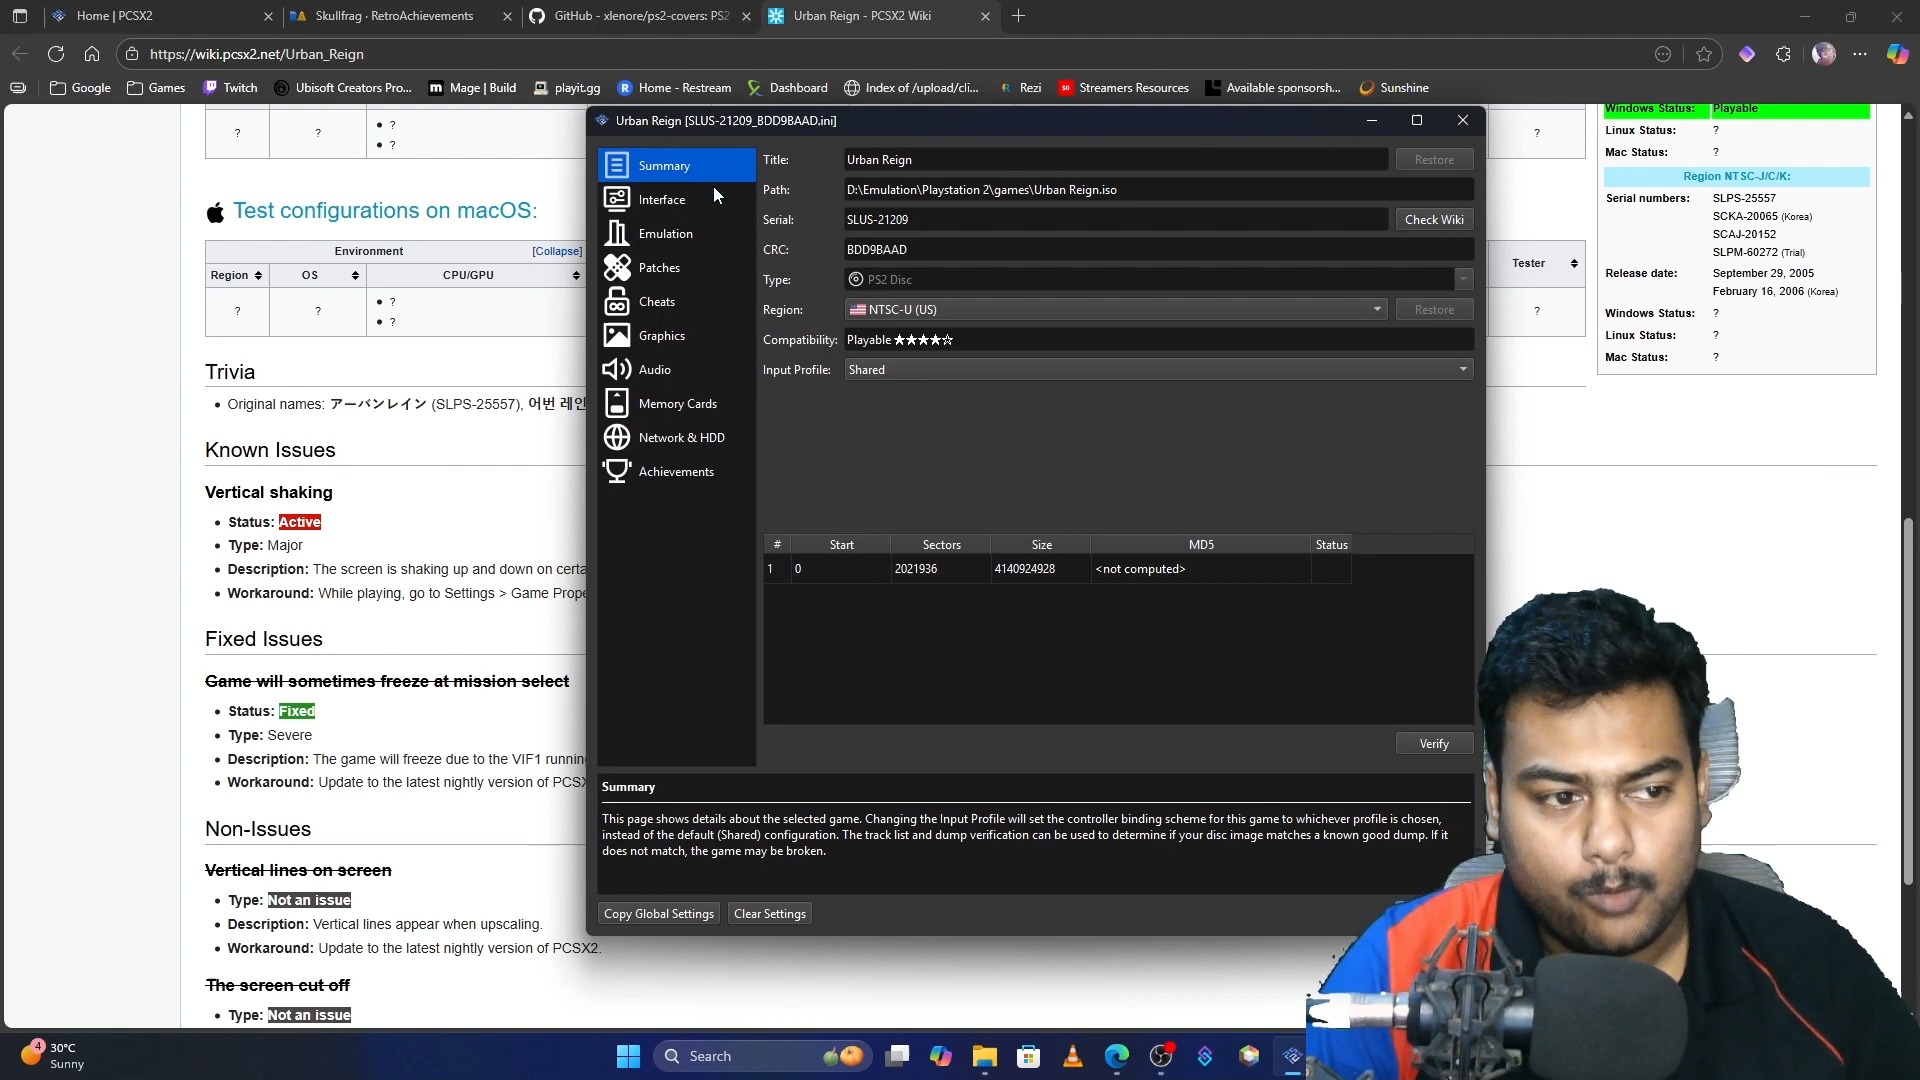 Home | PCSX2
Skullfrag · RetroAchievements
GitHub - xlenore/ps2-covers: PS2
Urban Reign - PCSX2 Wiki
https://wiki.pcsx2.net/Urban_Reign
Google
Games
Twitch
Ubisoft Creators Pro...
Mage | Build
playit.gg
Home - Restream
Dashboard
Index of /upload/cli...
Rezi
Streamers Resources
Available sponsorsh...
Sunshine
? ? • ?
• ?
?
Test configurations on macOS:
Environment [Collapse]
Region OS CPU/GPU
Tester
? ? • ?
• ?
?
Trivia
• Original names: アーバンレイン (SLPS-25557), 어번 레인
Known Issues
Vertical shaking
• Status: Active
• Type: Major
• Description: The screen is shaking up and down on certa
• Workaround: While playing, go to Settings > Game Prope
Fixed Issues
Game will sometimes freeze at mission select
• Status: Fixed
• Type: Severe
• Description: The game will freeze due to the VIF1 runnin
• Workaround: Update to the latest nightly version of PCSX
Non-Issues
Vertical lines on screen
• Type: Not an issue
• Description: Vertical lines appear when upscaling.
• Workaround: Update to the latest nightly version of PCSX2.
The screen cut off
• Type: Not an issue
Windows Status: Playable
Linux Status: ?
Mac Status: ?
Region NTSC-J/C/K:
Serial numbers: SLPS-25557
SCKA-20065 (Korea)
SCAJ-20152
SLPM-60272 (Trial)
Release date: September 29, 2005
February 16, 2006 (Korea)
Windows Status: ?
Linux Status: ?
Mac Status: ?
Urban Reign [SLUS-21209_BDD9BAAD.ini]
Summary
Interface
Emulation
Patches
Cheats
Graphics
Audio
Memory Cards
Network & HDD
Achievements
Title: Urban Reign Restore
Path: D:\Emulation\Playstation 2\games\Urban Reign.iso
Serial: SLUS-21209 Check Wiki
CRC: BDD9BAAD
Type: PS2 Disc
Region: NTSC-U (US) Restore
Compatibility: Playable ★★★★☆
Input Profile: Shared
# Start Sectors Size MD5 Status
1 0 2021936 4140924928 <not computed>
Verify
Summary
This page shows details about the selected game. Changing the Input Profile will set the controller binding scheme for this game to whichever profile is chosen,
instead of the default (Shared) configuration. The track list and dump verification can be used to determine if your disc image matches a known good dump. If it
does not match, the game may be broken.
Copy Global Settings Clear Settings
4
30°C
Sunny
Search